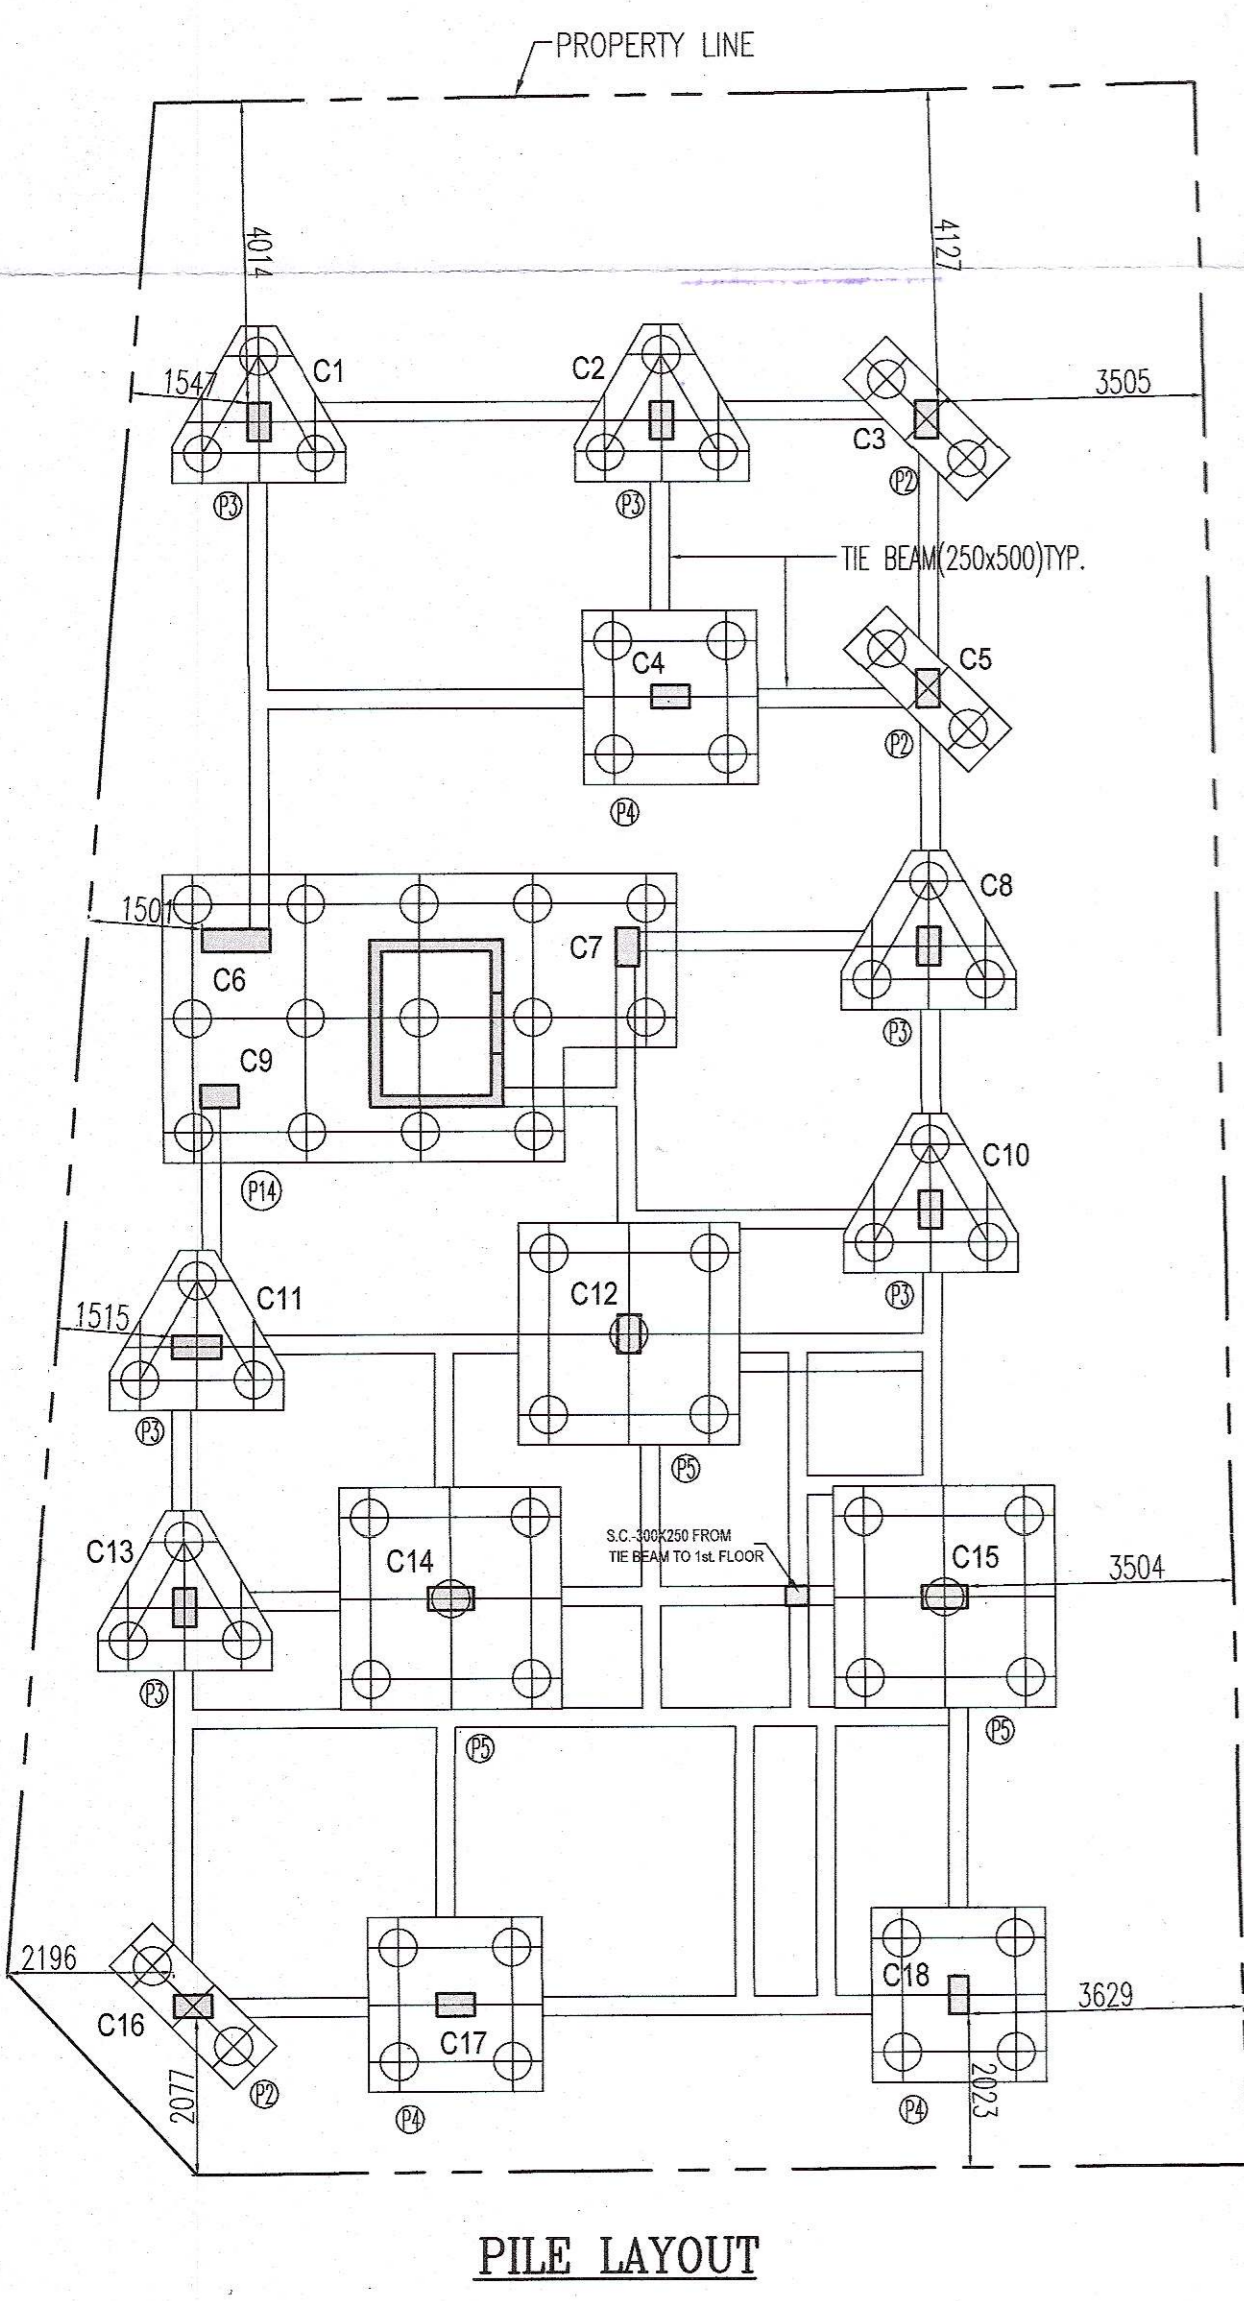 PROPERTY LINE
4014
4127
1547
C1
C2
C3
3505
P3
P3
P2
TIE BEAM(250x500)TYP.
C4
C5
P2
P4
1501
C6
C7
C8
P3
C9
P14
C10
P3
1515
C11
C12
P3
P5
C13
C14
S.C.-300X250 FROM
TIE BEAM TO 1st. FLOOR
C15
3504
P3
P5
P5
2196
C16
2077
P2
C17
P4
C18
3629
2023
P4
PILE LAYOUT